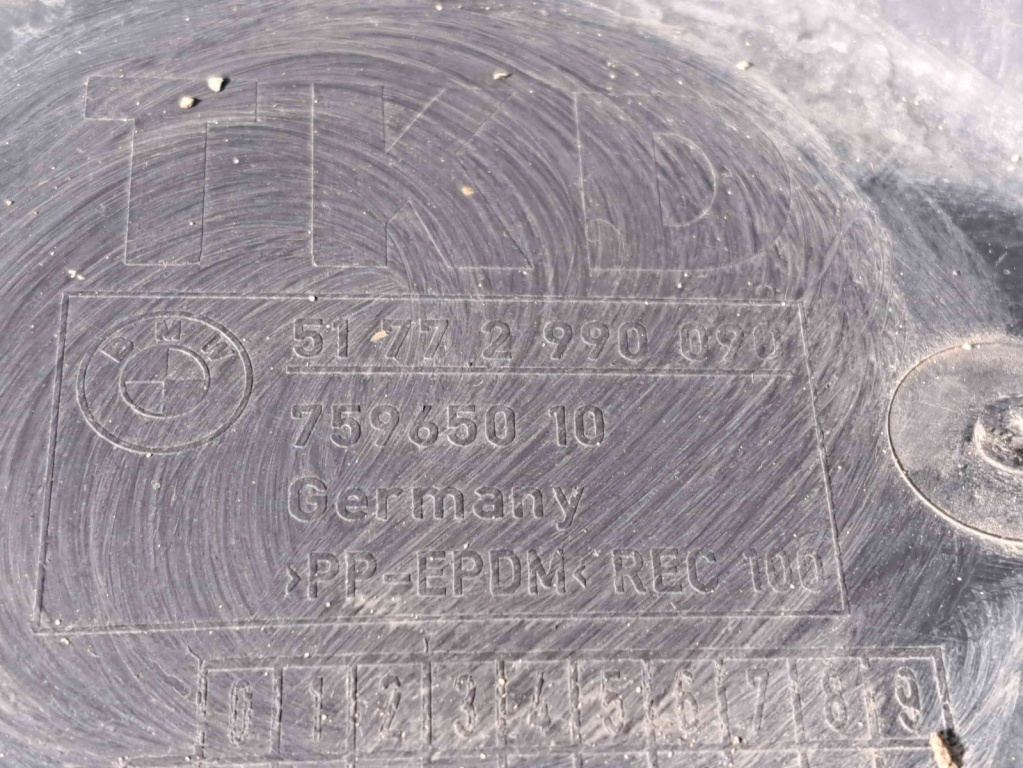 TKD
BMW
51 77 2 990 090
759650 10
Germany
>PP-EPDM< REC 100
0 1 2 3 4 5 6 7 8 9